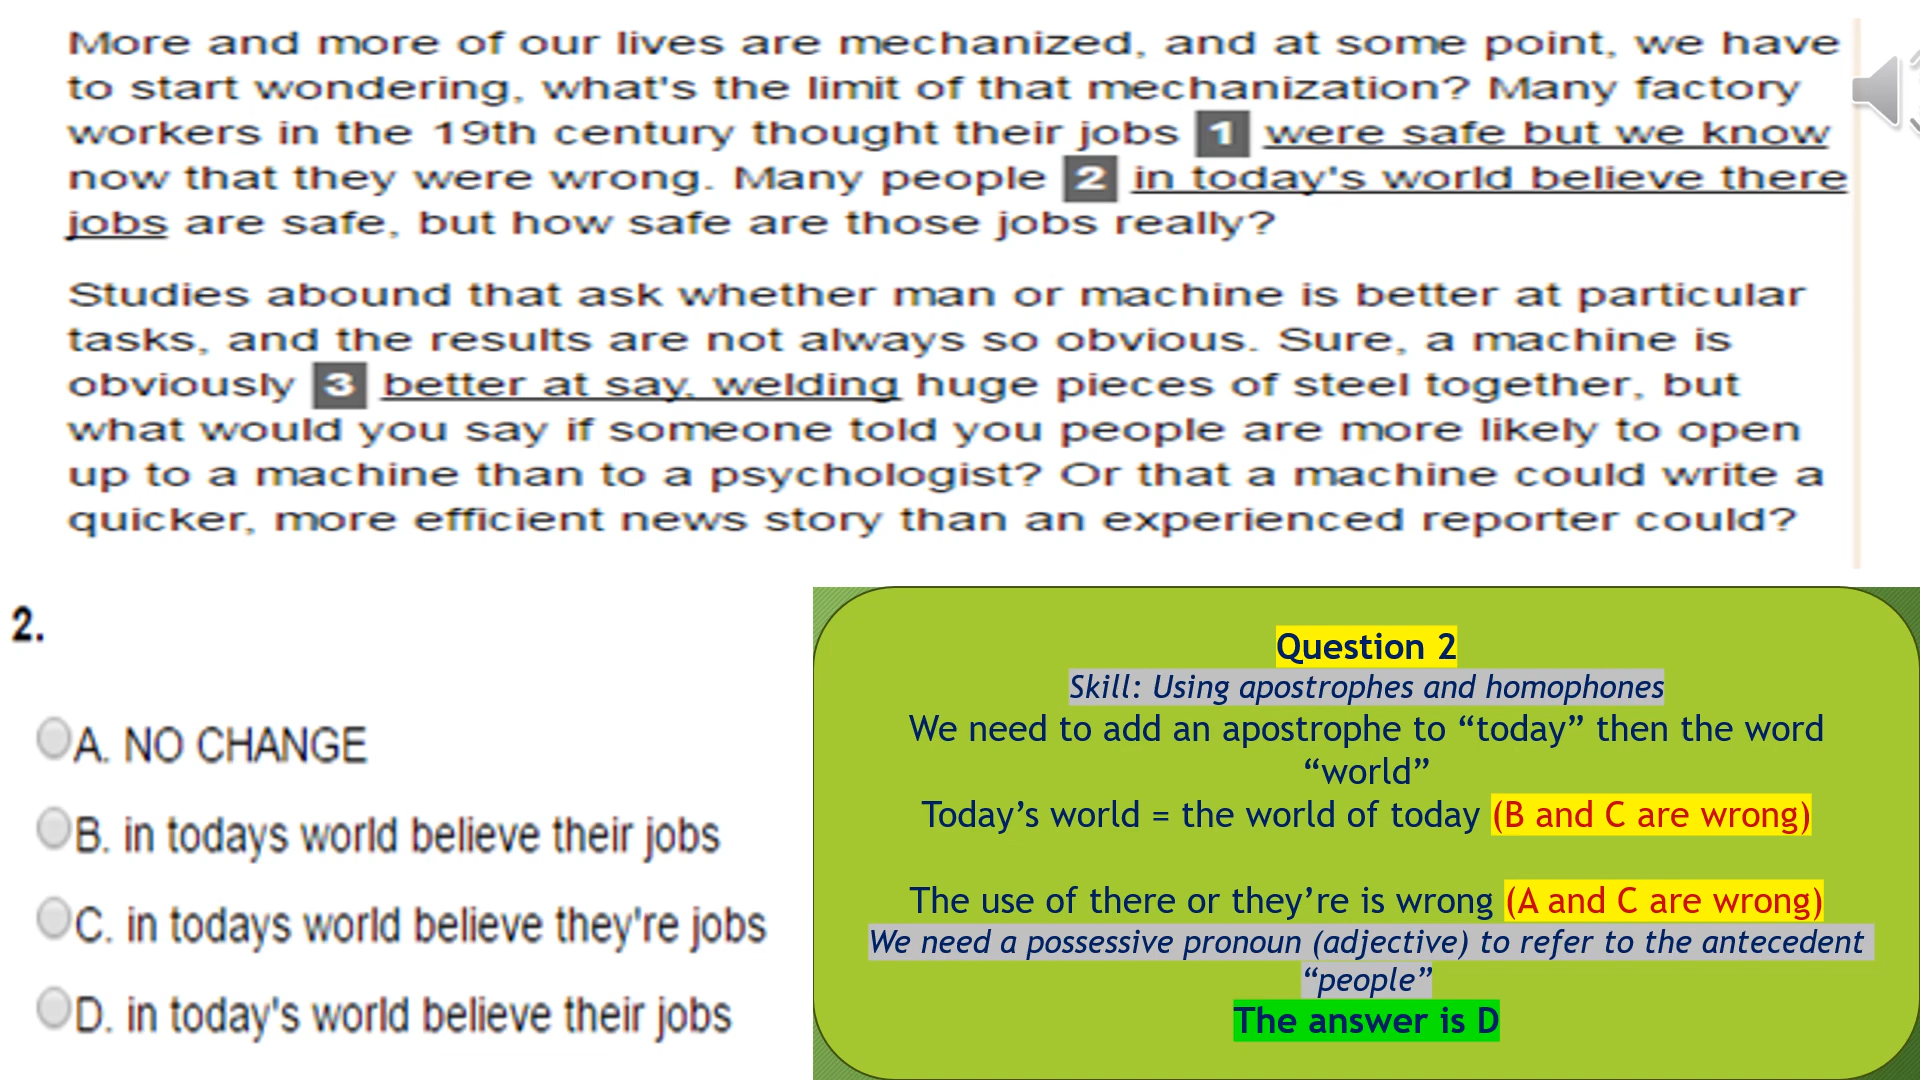 More and more of our lives are mechanized, and at some point, we have
to start wondering, what's the limit of that mechanization? Many factory
workers in the 19th century thought their jobs 1 were safe but we know
now that they were wrong. Many people 2 in today's world believe there
jobs are safe, but how safe are those jobs really?
Studies abound that ask whether man or machine is better at particular
tasks, and the results are not always so obvious. Sure, a machine is
obviously 3 better at say, welding huge pieces of steel together, but
what would you say if someone told you people are more likely to open
up to a machine than to a psychologist? Or that a machine could write a
quicker, more efficient news story than an experienced reporter could?
2.
A. NO CHANGE
B. in todays world believe their jobs
C. in todays world believe they're jobs
D. in today's world believe their jobs
Question 2
Skill: Using apostrophes and homophones
We need to add an apostrophe to “today” then the word
“world”
Today’s world = the world of today (B and C are wrong)
The use of there or they’re is wrong (A and C are wrong)
We need a possessive pronoun (adjective) to refer to the antecedent
“people”
The answer is D